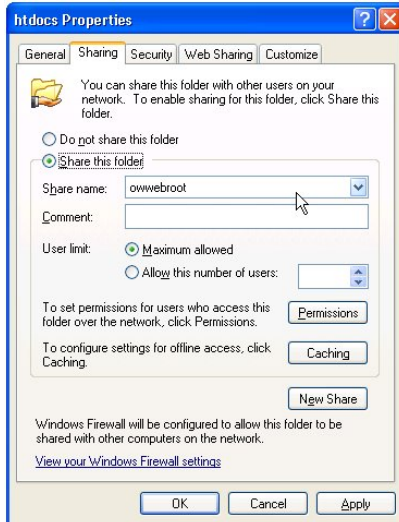 htdocs Properties
General Sharing Security Web Sharing Customize
You can share this folder with other users on your
network. To enable sharing for this folder, click Share this
folder.
Do not share this folder
Share this folder
Share name: owwebroot
Comment:
User limit: Maximum allowed
Allow this number of users:
To set permissions for users who access this
folder over the network, click Permissions.
Permissions
To configure settings for offline access, click
Caching.
Caching
New Share
Windows Firewall will be configured to allow this folder to be
shared with other computers on the network.
View your Windows Firewall settings
OK Cancel Apply